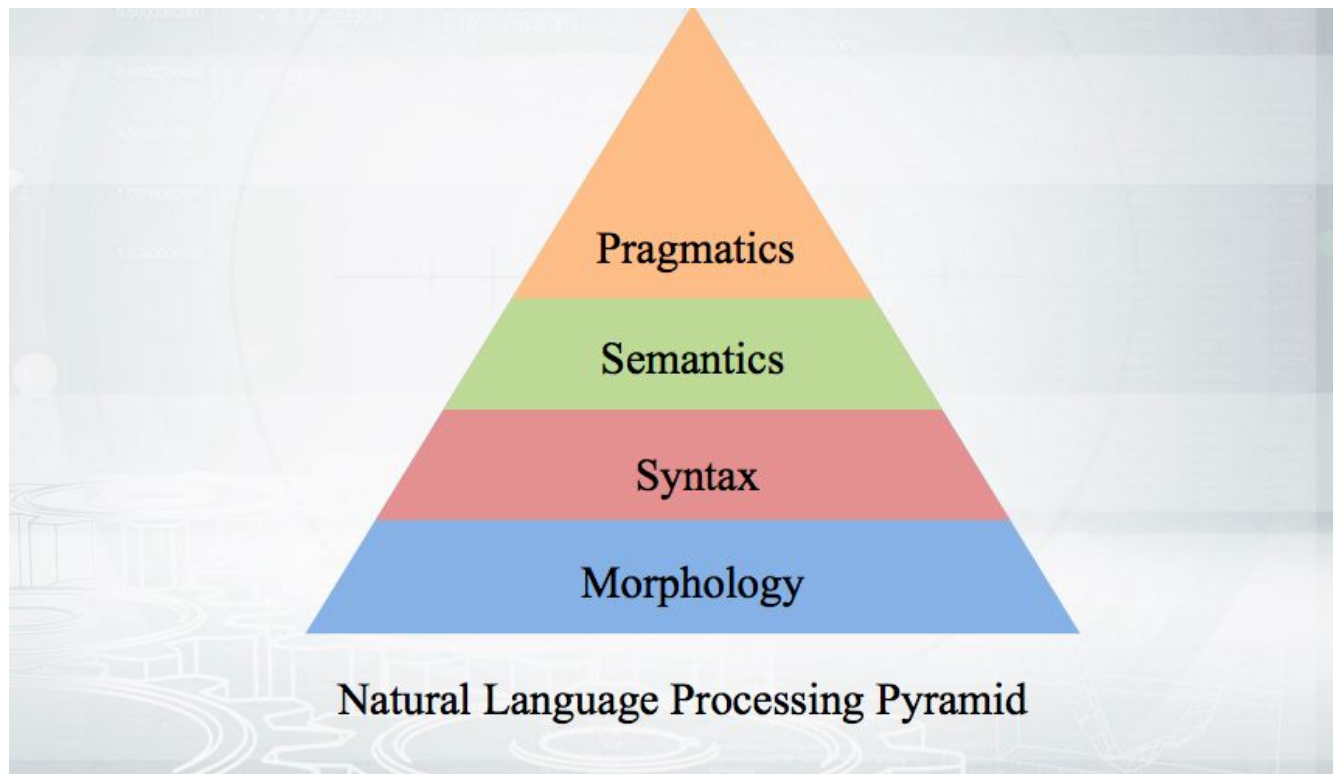 Pragmatics
Semantics
Syntax
Morphology
Natural Language Processing Pyramid